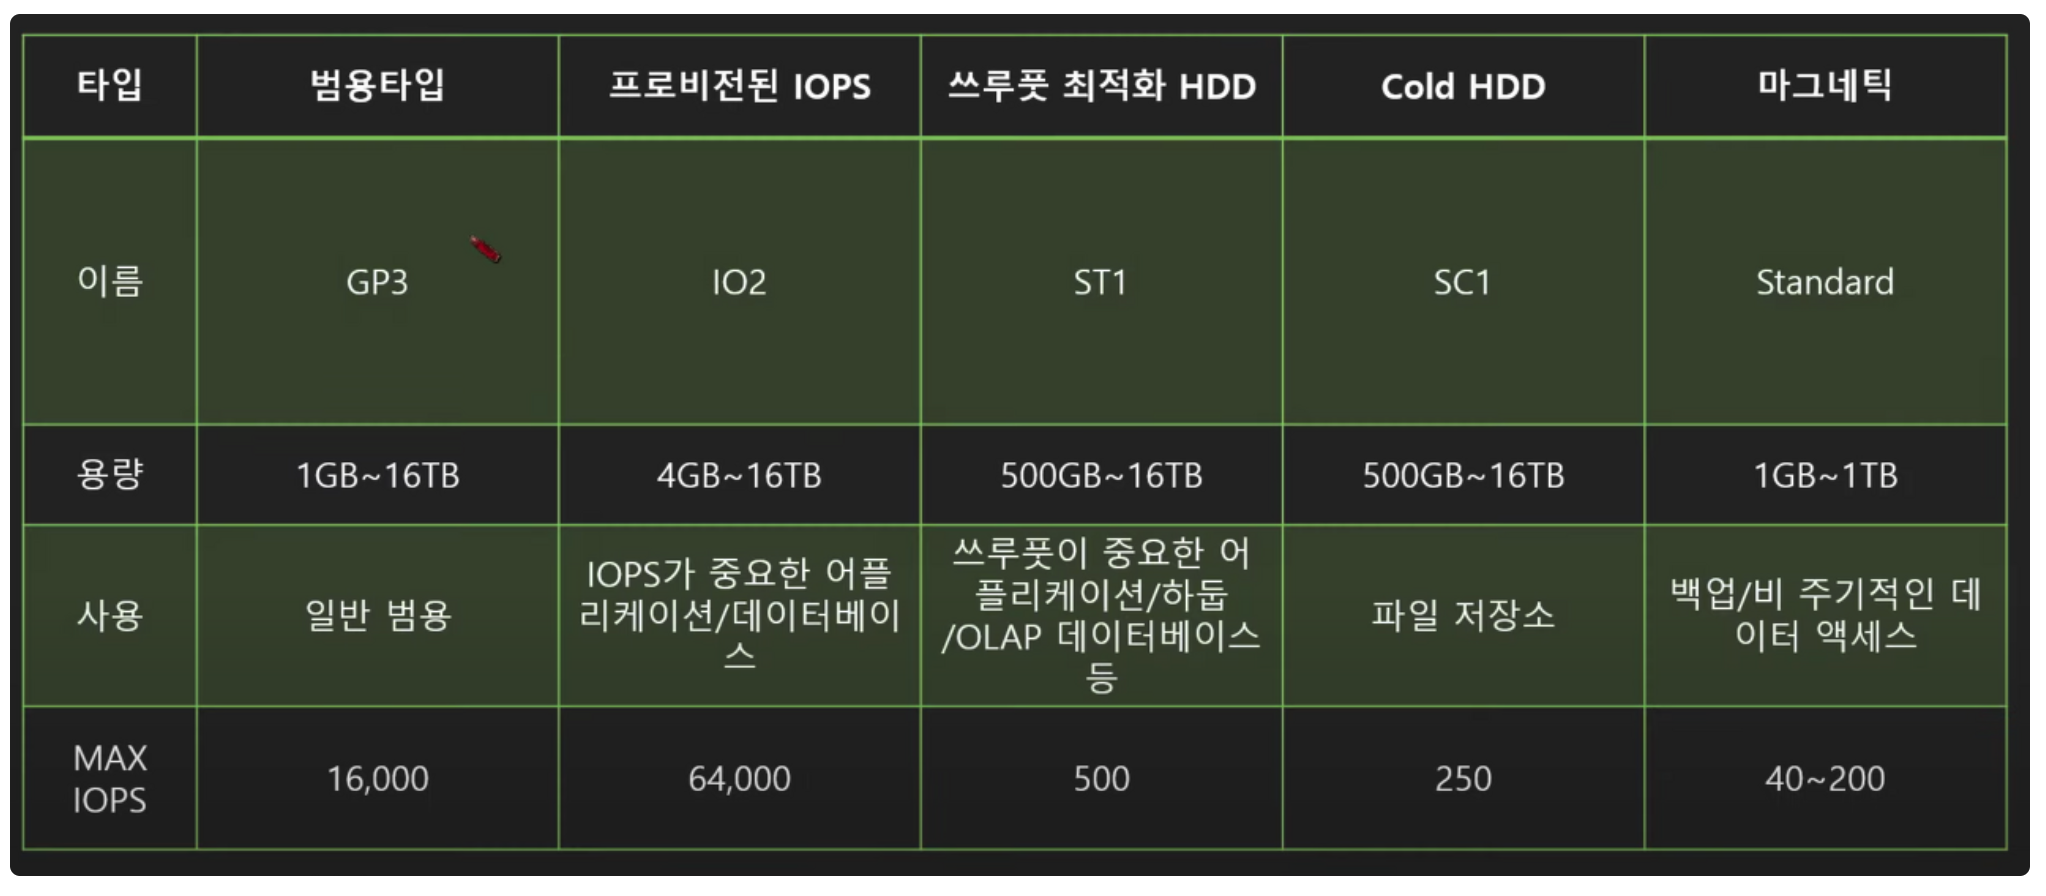 타입
범용타입
프로비전된 IOPS
쓰루풋 최적화 HDD
Cold HDD
마그네틱
이름
GP3
IO2
ST1
SC1
Standard
용량
1GB~16TB
4GB~16TB
500GB~16TB
500GB~16TB
1GB~1TB
사용
일반 범용
IOPS가 중요한 어플
리케이션/데이터베이
스
쓰루풋이 중요한 어
플리케이션/하둡
/OLAP 데이터베이스
등
파일 저장소
백업/비 주기적인 데
이터 액세스
MAX
IOPS
16,000
64,000
500
250
40~200